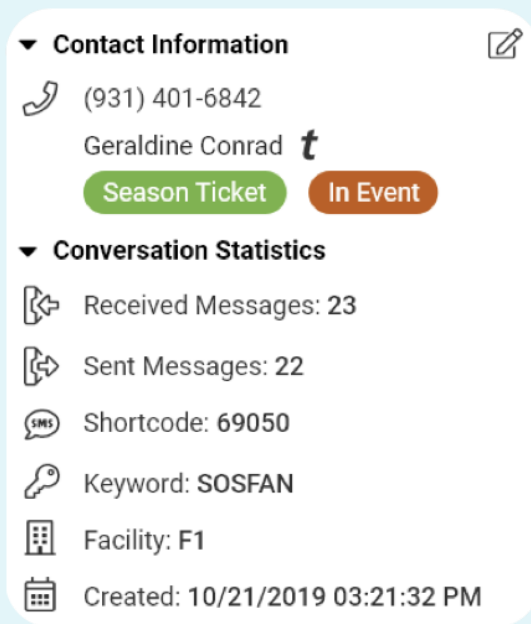 Contact Information
(931) 401-6842
Geraldine Conrad t
Season Ticket In Event
Conversation Statistics
Received Messages: 23
Sent Messages: 22
SMS Shortcode: 69050
Keyword: SOSFAN
Facility: F1
Created: 10/21/2019 03:21:32 PM